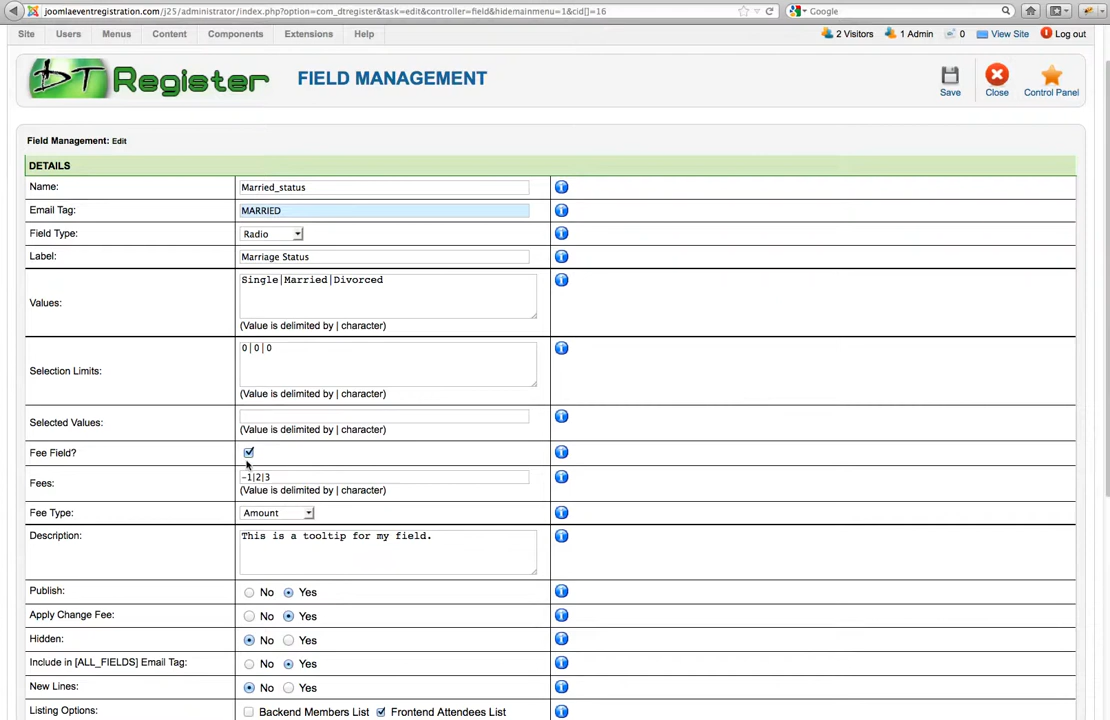 joomlaeventregistration.com/j25/administrator/index.php?option=com_dtregister&task=edit&controller=field&hidemainmenu=1&cid[]=16
Google
Site Users Menus Content Components Extensions Help 2 Visitors 1 Admin 0 View Site Log out
DT Register FIELD MANAGEMENT Save Close Control Panel
Field Management: Edit
DETAILS
Name: Married_status
Email Tag: MARRIED
Field Type: Radio
Label: Marriage Status
Values: Single|Married|Divorced
(Value is delimited by | character)
Selection Limits: 0|0|0
(Value is delimited by | character)
Selected Values:
(Value is delimited by | character)
Fee Field?
Fees: -1|2|3
(Value is delimited by | character)
Fee Type: Amount
Description: This is a tooltip for my field.
Publish: No Yes
Apply Change Fee: No Yes
Hidden: No Yes
Include in [ALL_FIELDS] Email Tag: No Yes
New Lines: No Yes
Listing Options: Backend Members List Frontend Attendees List